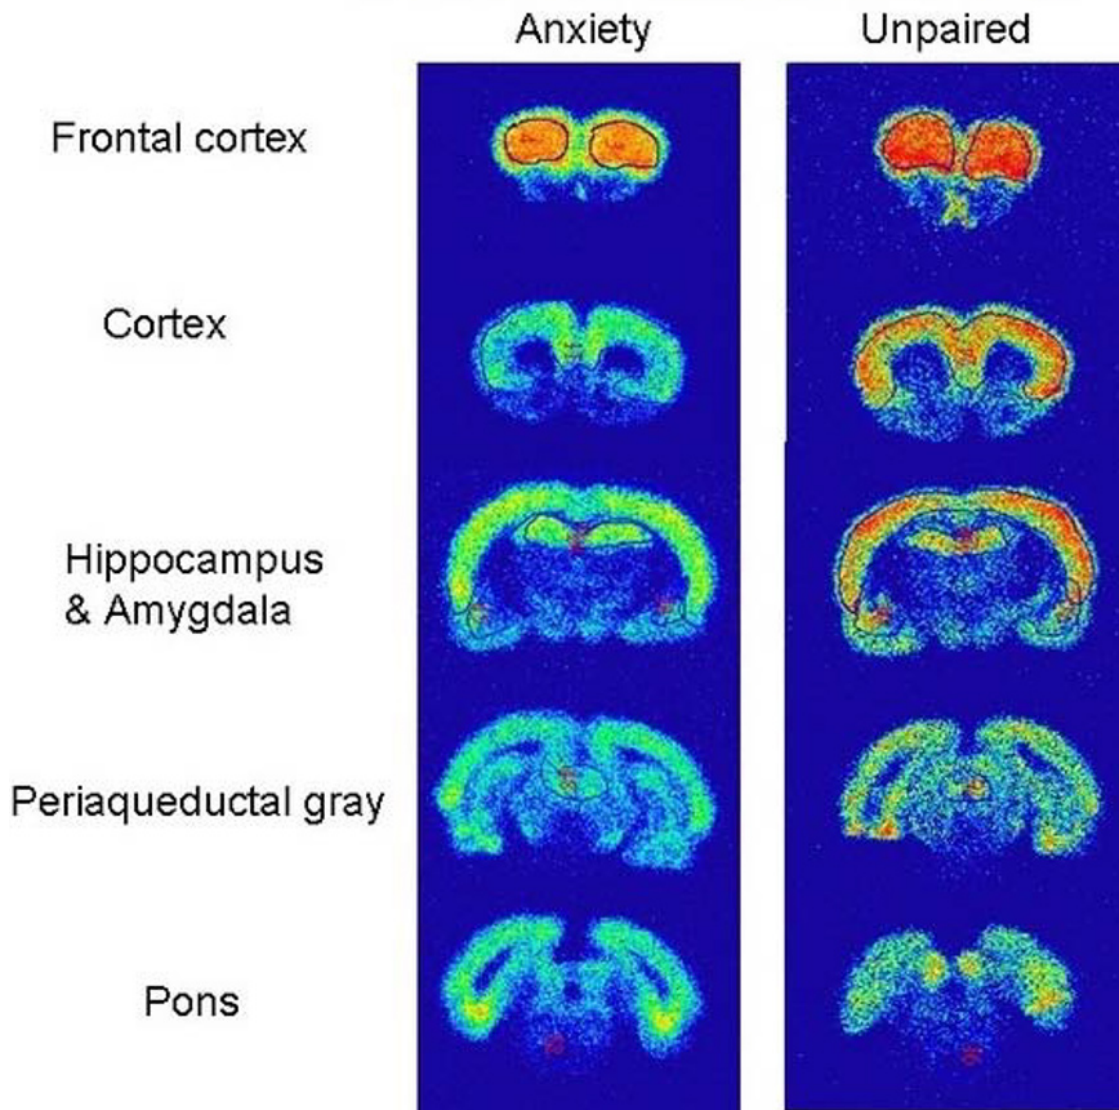 Anxiety
Unpaired
Frontal cortex
Cortex
Hippocampus
& Amygdala
Periaqueductal gray
Pons